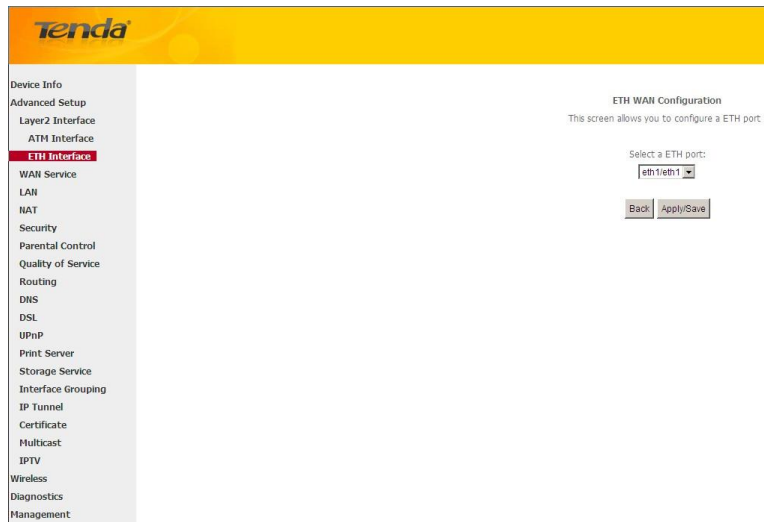 Tenda
Device Info
Advanced Setup
Layer2 Interface
ATM Interface
ETH Interface
WAN Service
LAN
NAT
Security
Parental Control
Quality of Service
Routing
DNS
DSL
UPnP
Print Server
Storage Service
Interface Grouping
IP Tunnel
Certificate
Multicast
IPTV
Wireless
Diagnostics
Management
ETH WAN Configuration
This screen allows you to configure a ETH port
Select a ETH port:
eth1/eth1
Back Apply/Save